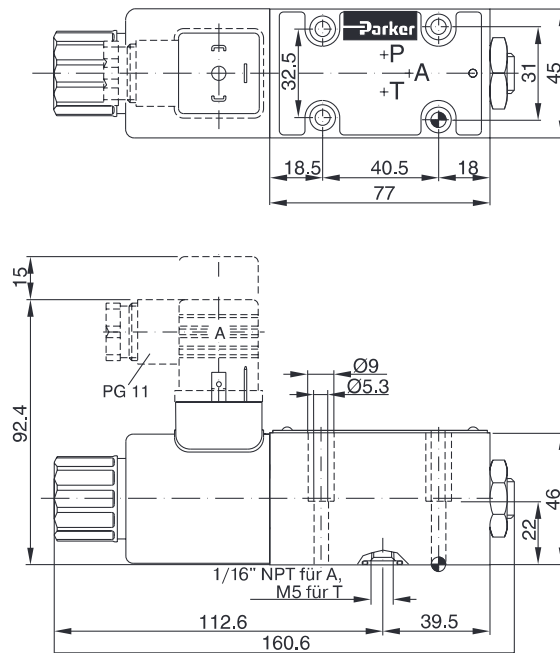 Parker
P
A
T
32.5
31
45
18.5
40.5
18
77
15
A
PG 11
92.4
Ø9
Ø5.3
46
22
1/16" NPT für A,
M5 für T
112.6
39.5
160.6